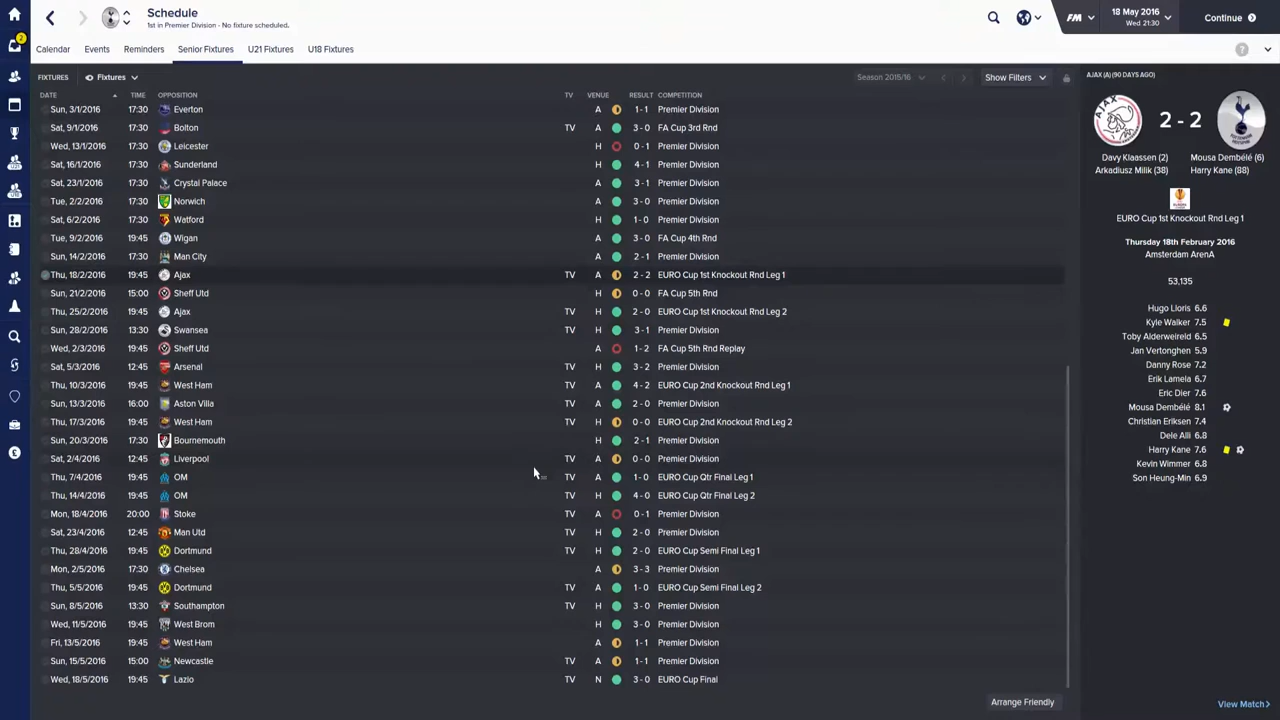 Schedule
1st in Premier Division - No fixture scheduled.
FM
18 May 2016
Wed 21:30
Continue
2
Calendar Events Reminders Senior Fixtures U21 Fixtures U18 Fixtures
?
FIXTURES Fixtures Season 2015/16 Show Filters
DATE TIME OPPOSITION TV VENUE RESULT COMPETITION
Sun, 3/1/2016 17:30 Everton A 1-1 Premier Division
Sat, 9/1/2016 17:30 Bolton TV A 3-0 FA Cup 3rd Rnd
Wed, 13/1/2016 17:30 Leicester H 0-1 Premier Division
Sat, 16/1/2016 17:30 Sunderland H 4-1 Premier Division
Sat, 23/1/2016 17:30 Crystal Palace A 3-1 Premier Division
Tue, 2/2/2016 17:30 Norwich A 3-0 Premier Division
Sat, 6/2/2016 17:30 Watford H 1-0 Premier Division
Tue, 9/2/2016 19:45 Wigan A 3-0 FA Cup 4th Rnd
Sun, 14/2/2016 17:30 Man City A 2-1 Premier Division
Thu, 18/2/2016 19:45 Ajax TV A 2-2 EURO Cup 1st Knockout Rnd Leg 1
Sun, 21/2/2016 15:00 Sheff Utd H 0-0 FA Cup 5th Rnd
Thu, 25/2/2016 19:45 Ajax TV H 2-0 EURO Cup 1st Knockout Rnd Leg 2
Sun, 28/2/2016 13:30 Swansea TV H 3-1 Premier Division
Wed, 2/3/2016 19:45 Sheff Utd A 1-2 FA Cup 5th Rnd Replay
Sat, 5/3/2016 12:45 Arsenal TV H 3-2 Premier Division
Thu, 10/3/2016 19:45 West Ham TV A 4-2 EURO Cup 2nd Knockout Rnd Leg 1
Sun, 13/3/2016 16:00 Aston Villa TV A 2-0 Premier Division
Thu, 17/3/2016 19:45 West Ham TV H 0-0 EURO Cup 2nd Knockout Rnd Leg 2
Sun, 20/3/2016 17:30 Bournemouth H 2-1 Premier Division
Sat, 2/4/2016 12:45 Liverpool TV A 0-0 Premier Division
Thu, 7/4/2016 19:45 OM TV A 1-0 EURO Cup Qtr Final Leg 1
Thu, 14/4/2016 19:45 OM TV H 4-0 EURO Cup Qtr Final Leg 2
Mon, 18/4/2016 20:00 Stoke TV A 0-1 Premier Division
Sat, 23/4/2016 12:45 Man Utd TV H 2-0 Premier Division
Thu, 28/4/2016 19:45 Dortmund TV H 2-0 EURO Cup Semi Final Leg 1
Mon, 2/5/2016 17:30 Chelsea A 3-3 Premier Division
Thu, 5/5/2016 19:45 Dortmund TV A 1-0 EURO Cup Semi Final Leg 2
Sun, 8/5/2016 13:30 Southampton TV H 3-0 Premier Division
Wed, 11/5/2016 19:45 West Brom H 3-0 Premier Division
Fri, 13/5/2016 19:45 West Ham A 1-1 Premier Division
Sun, 15/5/2016 15:00 Newcastle TV A 1-1 Premier Division
Wed, 18/5/2016 19:45 Lazio TV N 3-0 EURO Cup Final
Arrange Friendly
AJAX (A) (90 DAYS AGO)
2 - 2
Davy Klaassen (2) Mousa Dembélé (6)
Arkadiusz Milik (38) Harry Kane (88)
EURO Cup 1st Knockout Rnd Leg 1
Thursday 18th February 2016
Amsterdam ArenA
53,135
Hugo Lloris 6.6
Kyle Walker 7.5
Toby Alderweireld 6.5
Jan Vertonghen 5.9
Danny Rose 7.2
Erik Lamela 6.7
Eric Dier 7.6
Mousa Dembélé 8.1
Christian Eriksen 7.4
Dele Alli 6.8
Harry Kane 7.6
Kevin Wimmer 6.8
Son Heung-Min 6.9
View Match